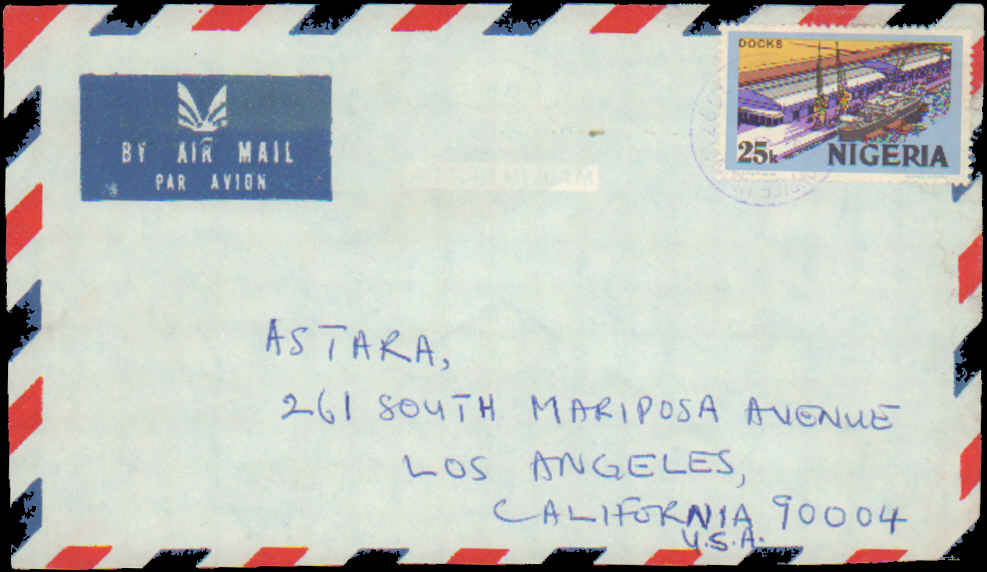 DOCKS
25k NIGERIA
BY AIR MAIL
PAR AVION
ASTARA,
261 SOUTH MARIPOSA AVENUE
LOS ANGELES,
CALIFORNIA 90004
U.S.A.